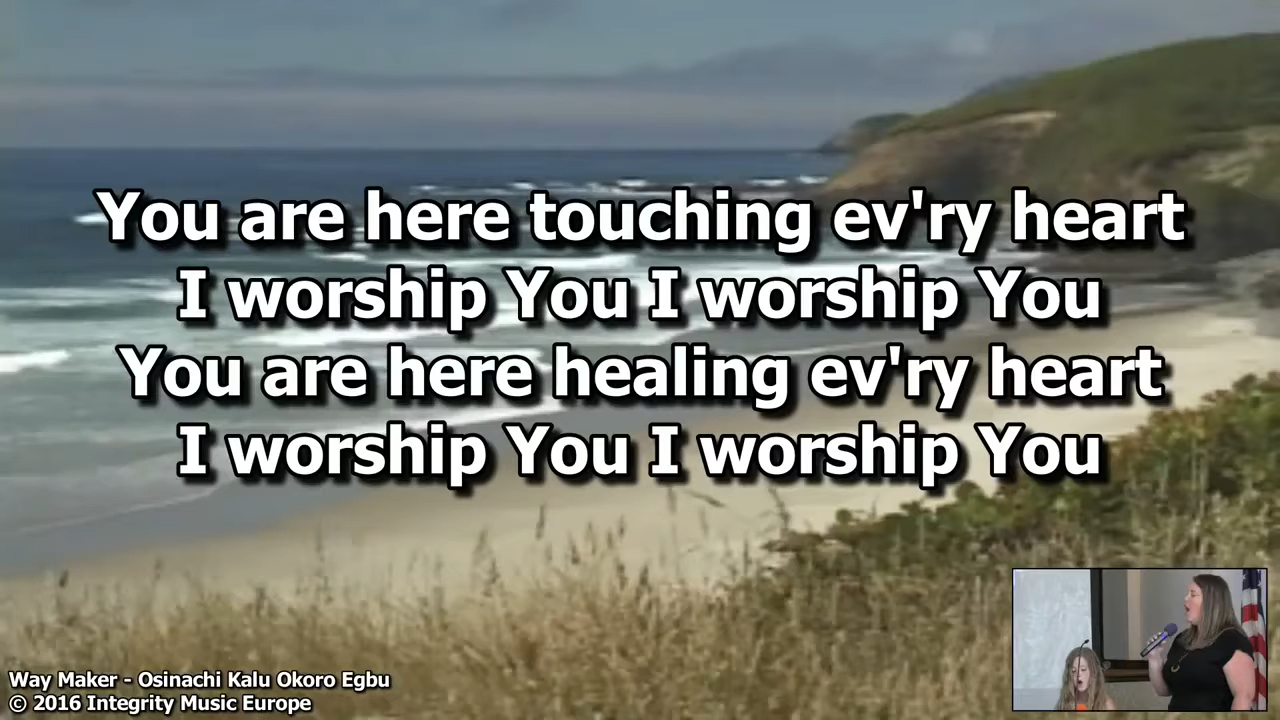 You are here touching ev'ry heart
I worship You I worship You
You are here healing ev'ry heart
I worship You I worship You
Way Maker - Osinachi Kalu Okoro Egbu
© 2016 Integrity Music Europe